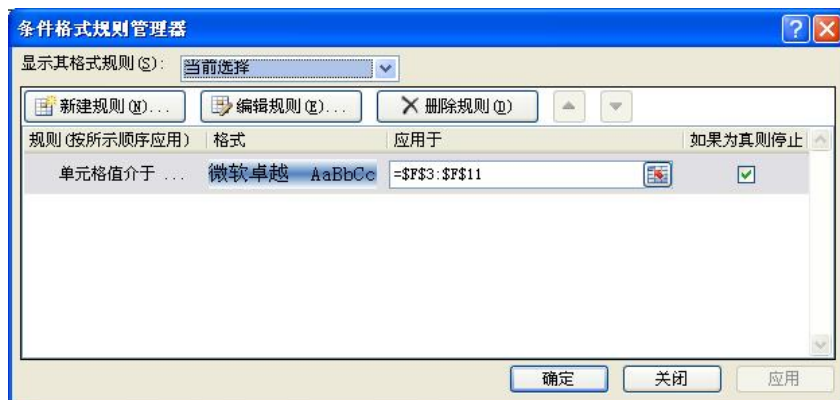 条件格式规则管理器
显示其格式规则(S): 当前选择
新建规则(N)... 编辑规则(E)... 删除规则(D)
规则(按所示顺序应用) 格式 应用于 如果为真则停止
单元格值介于 ... 微软卓越 AaBbCc =$F$3:$F$11
确定 关闭 应用